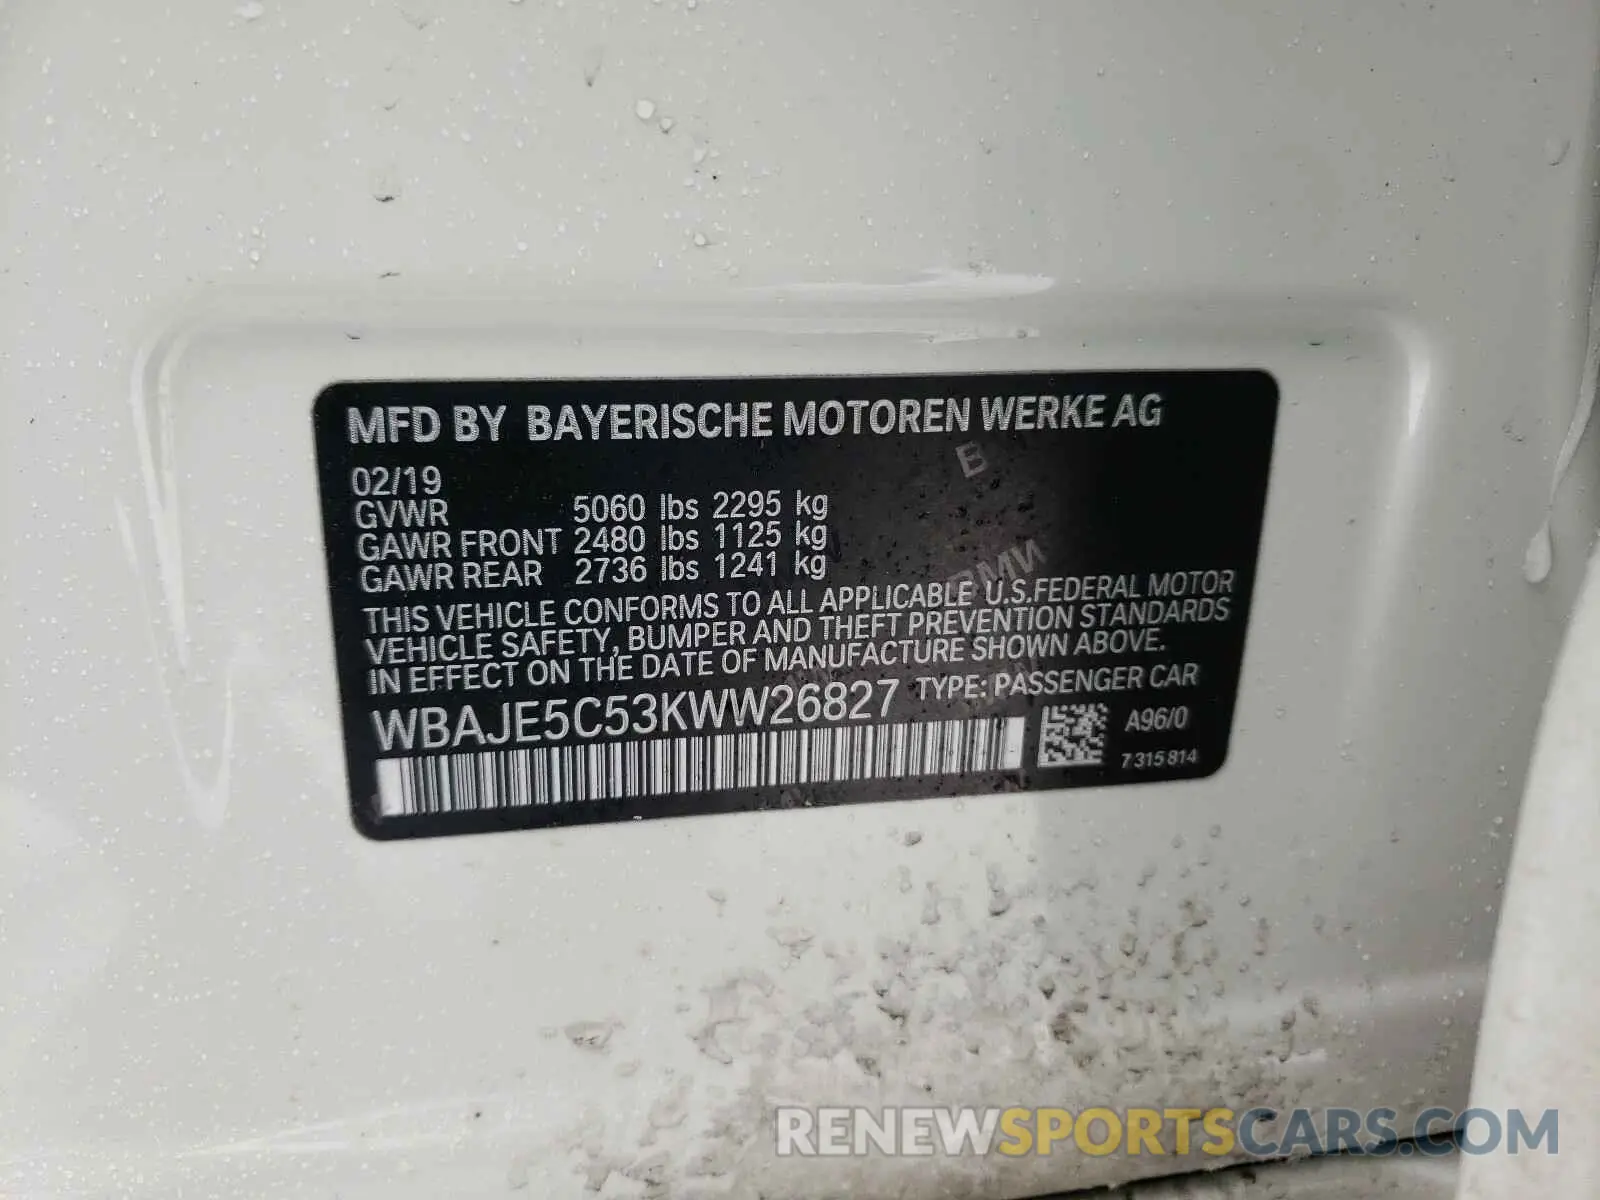 MFD BY BAYERISCHE MOTOREN WERKE AG
02/19
GVWR 5060 lbs 2295 kg
GAWR FRONT 2480 lbs 1125 kg
GAWR REAR 2736 lbs 1241 kg
THIS VEHICLE CONFORMS TO ALL APPLICABLE U.S.FEDERAL MOTOR
VEHICLE SAFETY, BUMPER AND THEFT PREVENTION STANDARDS
IN EFFECT ON THE DATE OF MANUFACTURE SHOWN ABOVE.
WBAJE5C53KWW26827 TYPE: PASSENGER CAR
A96/0
7 315 814
RENEWSPORTSCARS.COM